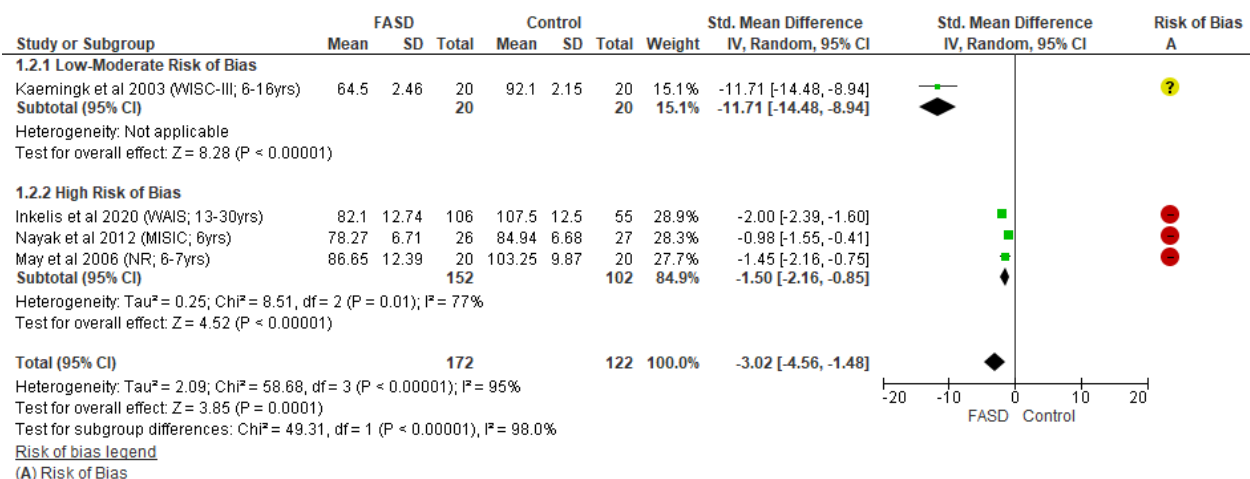 FASD Control Std. Mean Difference Std. Mean Difference Risk of Bias
Study or Subgroup Mean SD Total Mean SD Total Weight IV, Random, 95% CI IV, Random, 95% CI A
1.2.1 Low-Moderate Risk of Bias
Kaemingk et al 2003 (WISC-III; 6-16yrs) 64.5 2.46 20 92.1 2.15 20 15.1% -11.71 [-14.48, -8.94] ?
Subtotal (95% CI) 20 20 15.1% -11.71 [-14.48, -8.94]
Heterogeneity: Not applicable
Test for overall effect: Z = 8.28 (P < 0.00001)
1.2.2 High Risk of Bias
Inkelis et al 2020 (WAIS; 13-30yrs) 82.1 12.74 106 107.5 12.5 55 28.9% -2.00 [-2.39, -1.60] -
Nayak et al 2012 (MISIC; 6yrs) 78.27 6.71 26 84.94 6.68 27 28.3% -0.98 [-1.55, -0.41] -
May et al 2006 (NR; 6-7yrs) 86.65 12.39 20 103.25 9.87 20 27.7% -1.45 [-2.16, -0.75] -
Subtotal (95% CI) 152 102 84.9% -1.50 [-2.16, -0.85]
Heterogeneity: Tau² = 0.25; Chi² = 8.51, df = 2 (P = 0.01); I² = 77%
Test for overall effect: Z = 4.52 (P < 0.00001)
Total (95% CI) 172 122 100.0% -3.02 [-4.56, -1.48]
Heterogeneity: Tau² = 2.09; Chi² = 58.68, df = 3 (P < 0.00001); I² = 95%
Test for overall effect: Z = 3.85 (P = 0.0001)
Test for subgroup differences: Chi² = 49.31, df = 1 (P < 0.00001), I² = 98.0%
-20 -10 0 10 20
FASD Control
Risk of bias legend
(A) Risk of Bias